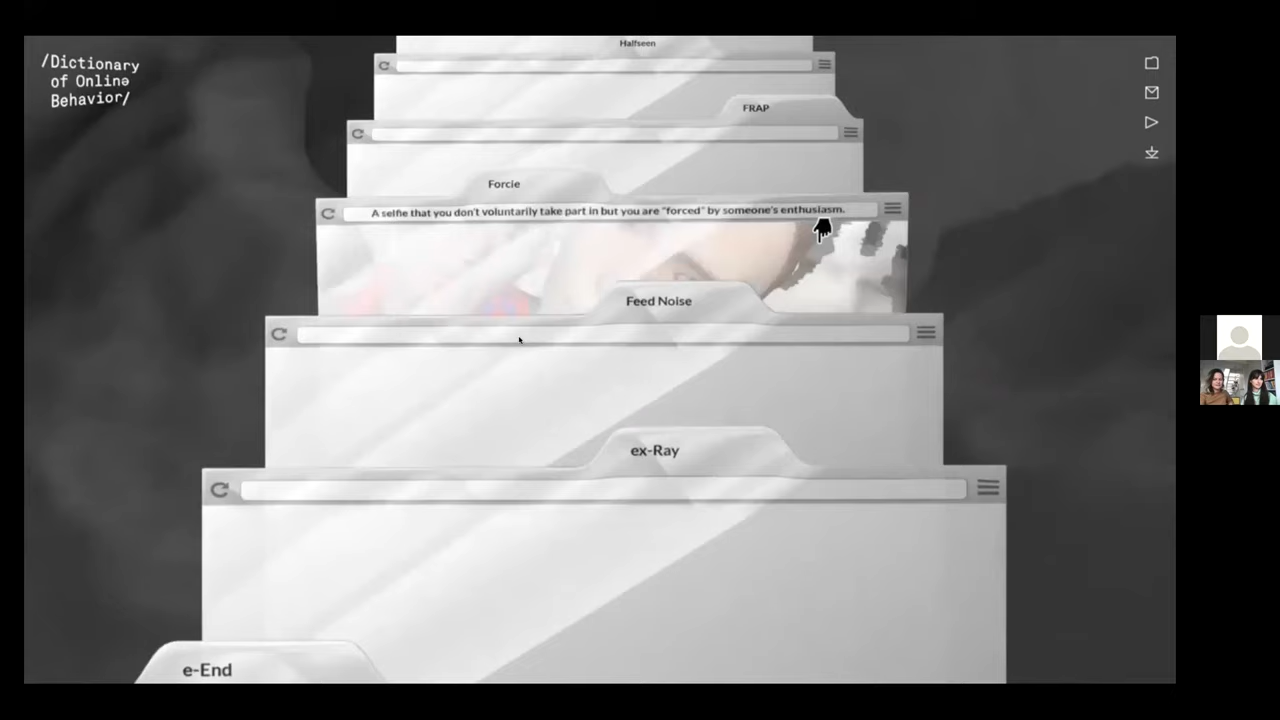 /Dictionary
of Online
Behavior/
Halfseen
FRAP
Forcie
A selfie that you don't voluntarily take part in but you are "forced" by someone's enthusiasm.
Feed Noise
ex-Ray
e-End